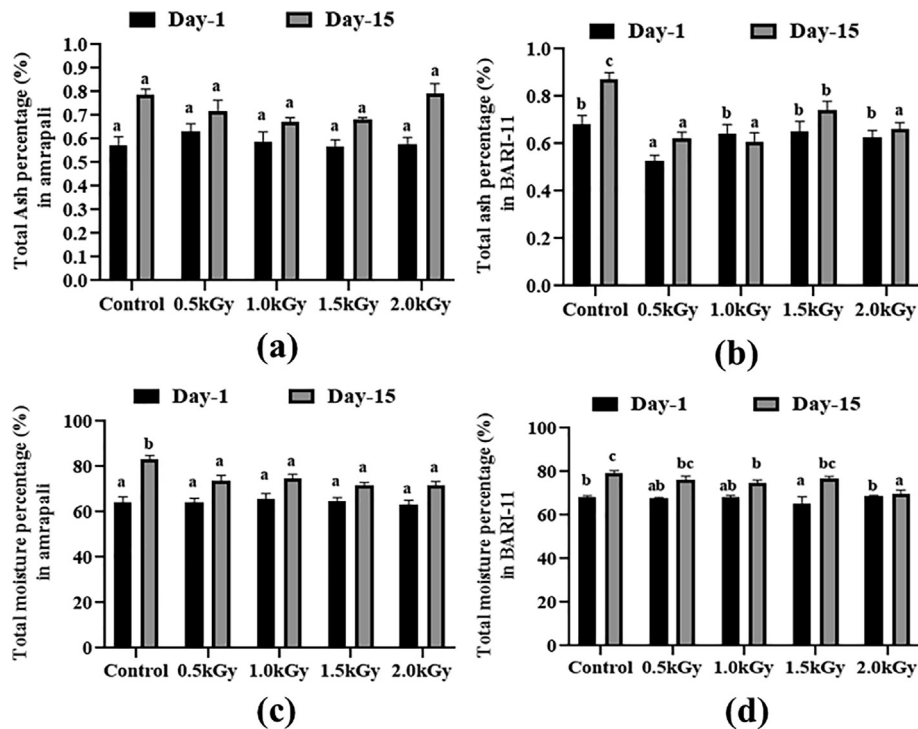 Day-1 Day-15
Total Ash percentage (%)
in amrapali
0.9
0.8
0.7
0.6
0.5
0.4
0.3
0.2
0.1
0.0
a a a a a a a a a a
Control 0.5kGy 1.0kGy 1.5kGy 2.0kGy
(a)
Day-1 Day-15
Total ash percentage (%)
in BARI-11
1.0
0.8
0.6
0.4
0.2
0.0
b c a a b a b b b a
Control 0.5kGy 1.0kGy 1.5kGy 2.0kGy
(b)
Day-1 Day-15
Total moisture percentage (%)
in amrapali
100
80
60
40
20
0
a b a a a a a a a a
Control 0.5kGy 1.0kGy 1.5kGy 2.0kGy
(c)
Day-1 Day-15
Total moisture percentage (%)
in BARI-11
100
80
60
40
20
0
b c ab bc ab b a bc b a
Control 0.5kGy 1.0kGy 1.5kGy 2.0kGy
(d)